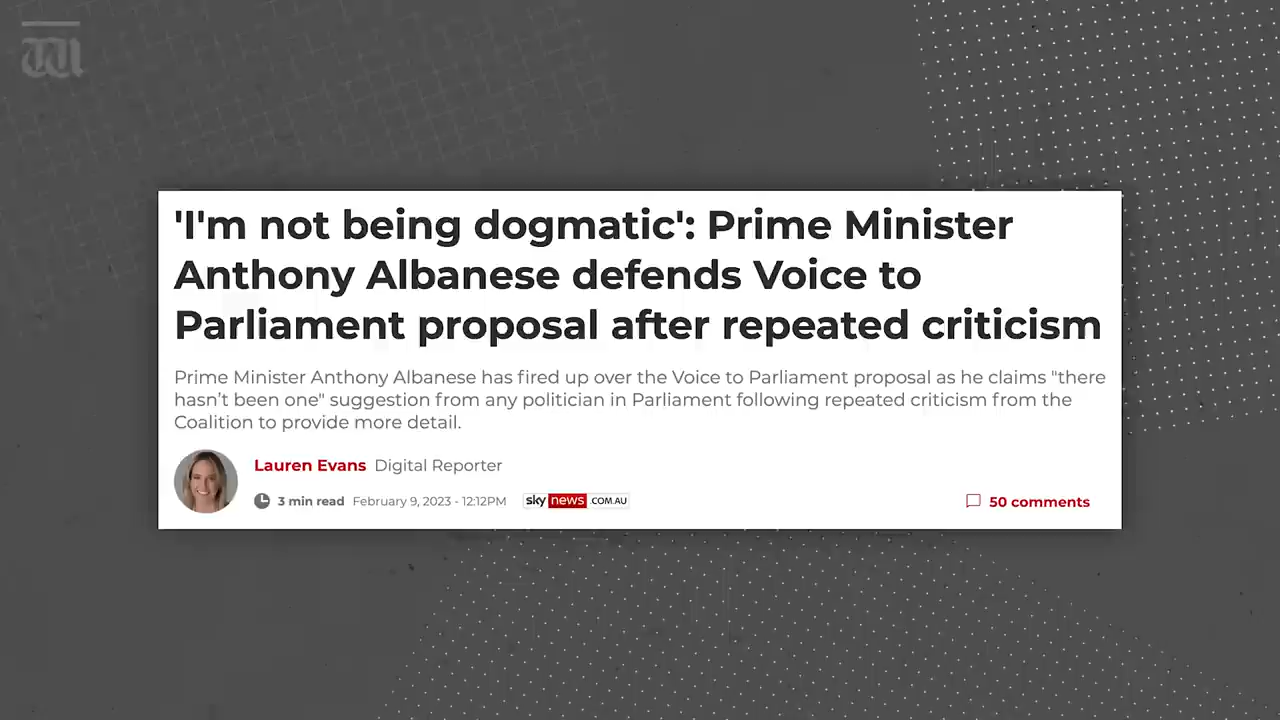 'I'm not being dogmatic': Prime Minister
Anthony Albanese defends Voice to
Parliament proposal after repeated criticism
Prime Minister Anthony Albanese has fired up over the Voice to Parliament proposal as he claims "there
hasn't been one" suggestion from any politician in Parliament following repeated criticism from the
Coalition to provide more detail.
Lauren Evans Digital Reporter
3 min read February 9, 2023 - 12:12PM sky news .COM.AU
50 comments